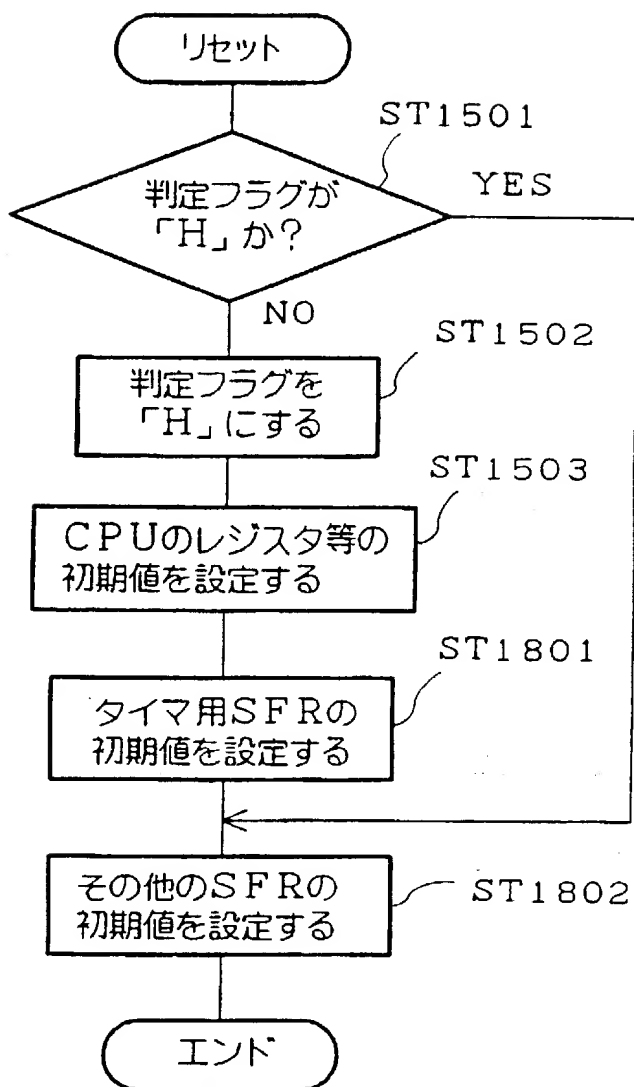 リセット
ST1501
判定フラグが
「H」か?
YES
NO
ST1502
判定フラグを
「H」にする
ST1503
CPUのレジスタ等の
初期値を設定する
ST1801
タイマ用SFRの
初期値を設定する
その他のSFRの
初期値を設定する
ST1802
エンド